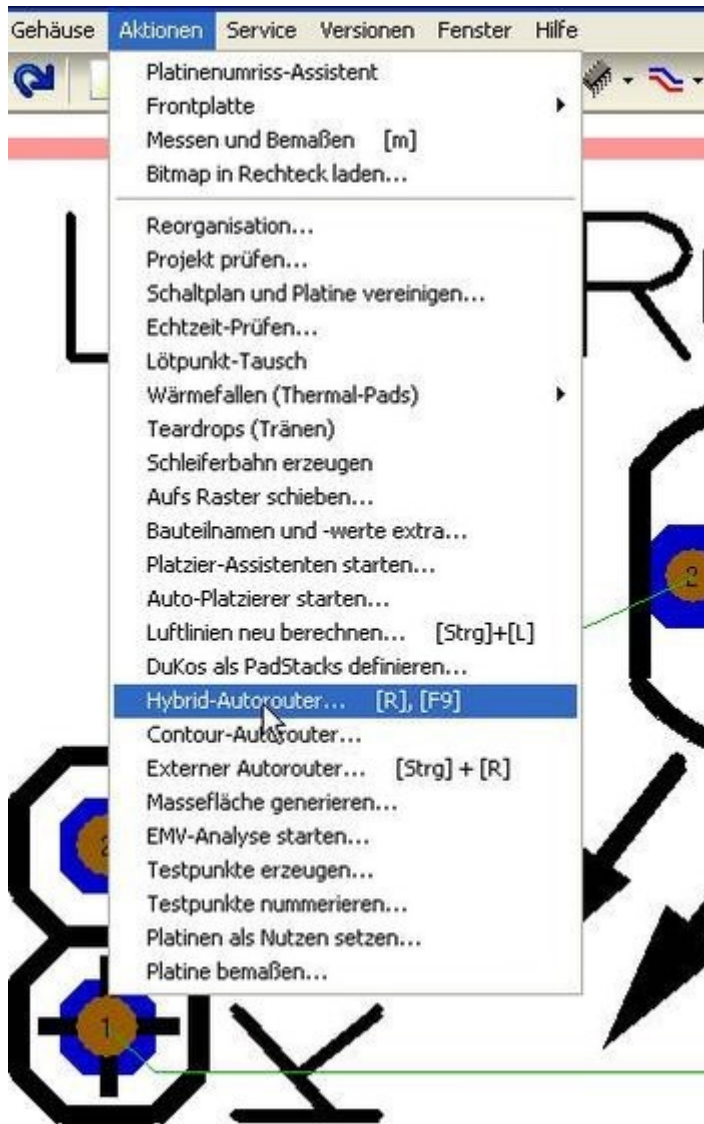 Gehäuse Aktionen Service Versionen Fenster Hilfe
Platinenumriss-Assistent
Frontplatte
Messen und Bemaßen [m]
Bitmap in Rechteck laden...
Reorganisation...
Projekt prüfen...
Schaltplan und Platine vereinigen...
Echtzeit-Prüfen...
Lötpunkt-Tausch
Wärmefallen (Thermal-Pads)
Teardrops (Tränen)
Schleiferbahn erzeugen
Aufs Raster schieben...
Bauteilnamen und -werte extra...
Platzier-Assistenten starten...
Auto-Platzierer starten...
Luftlinien neu berechnen... [Strg]+[L]
DuKos als PadStacks definieren...
Hybrid-Autorouter... [R], [F9]
Contour-Autorouter...
Externer Autorouter... [Strg] + [R]
Massefläche generieren...
EMV-Analyse starten...
Testpunkte erzeugen...
Testpunkte nummerieren...
Platinen als Nutzen setzen...
Platine bemaßen...
L
R
2
2
1